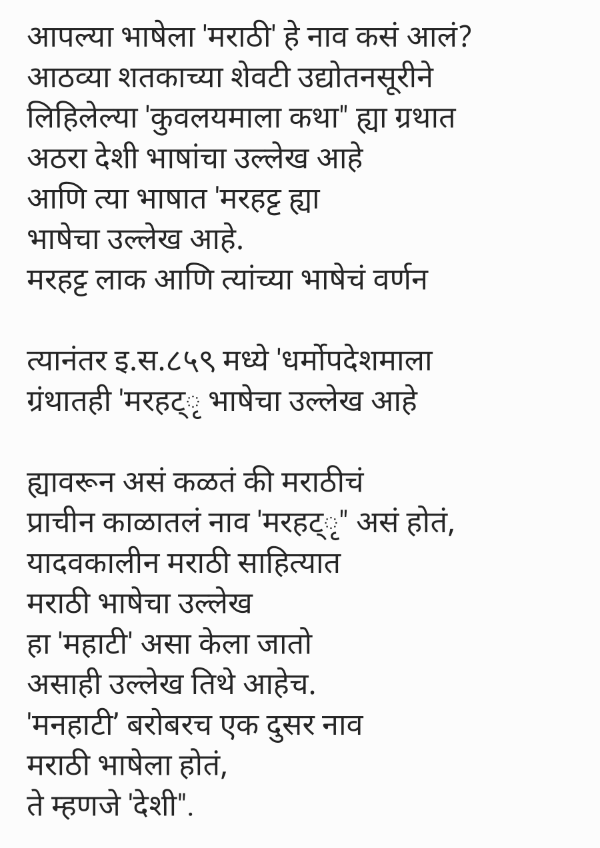 आपल्या भाषेला 'मराठी' हे नाव कसं आलं?
आठव्या शतकाच्या शेवटी उद्योतनसूरीने
लिहिलेल्या 'कुवलयमाला कथा" ह्या ग्रथात
अठरा देशी भाषांचा उल्लेख आहे
आणि त्या भाषात 'मरहट्ट ह्या
भाषेचा उल्लेख आहे.
मरहट्ट लाक आणि त्यांच्या भाषेचं वर्णन

त्यानंतर इ.स.८५९ मध्ये 'धर्मोपदेशमाला
ग्रंथातही 'मरहट्ृ भाषेचा उल्लेख आहे

ह्यावरून असं कळतं की मराठीचं
प्राचीन काळातलं नाव 'मरहट्ृ" असं होतं,
यादवकालीन मराठी साहित्यात
मराठी भाषेचा उल्लेख
हा 'महाटी' असा केला जातो
असाही उल्लेख तिथे आहेच.
'मनहाटी’ बरोबरच एक दुसर नाव
मराठी भाषेला होतं,
ते म्हणजे 'देशी".